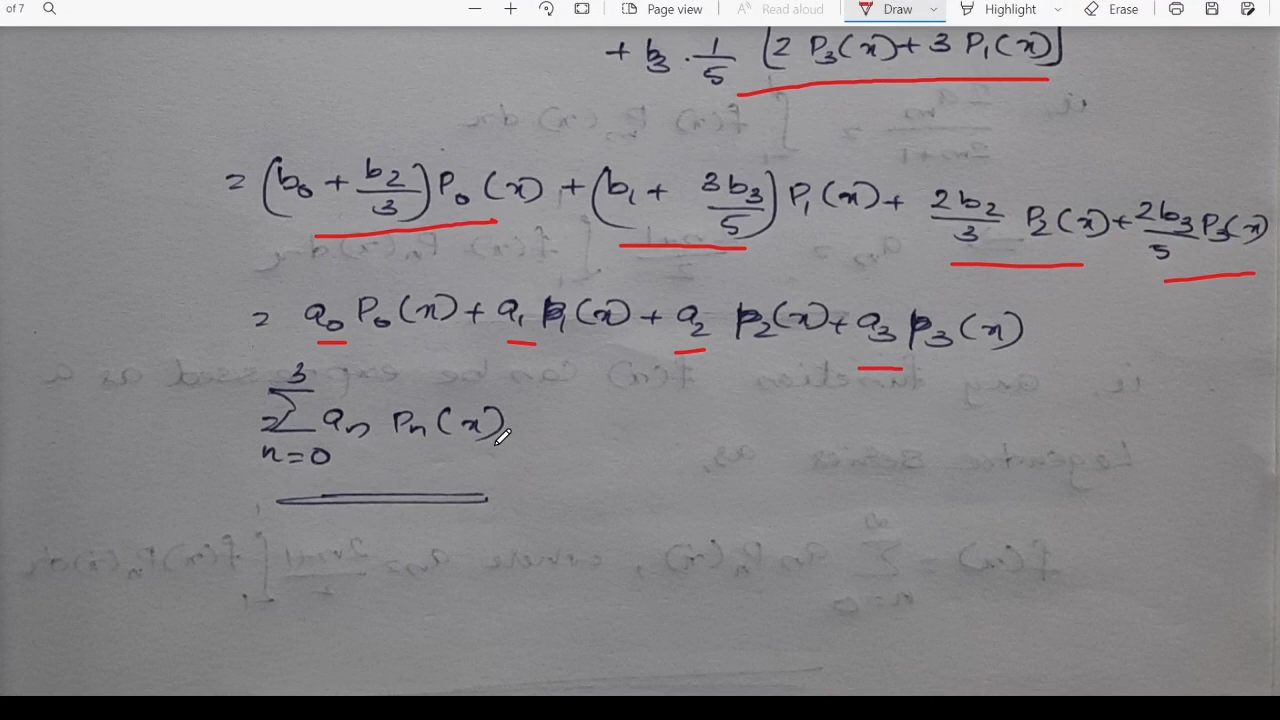 of 7 Page view Read aloud Draw Highlight Erase
+ b₃ · 1/5 [2 P₃(x) + 3 P₁(x)]
= (b₀ + b₂/3) P₀(x) + (b₁ + 3b₃/5) P₁(x) + 2b₂/3 P₂(x) + 2b₃/5 P₃(x)
= a₀ P₀(x) + a₁ P₁(x) + a₂ P₂(x) + a₃ P₃(x)
= 3∑n=0 aₙ Pₙ(x)